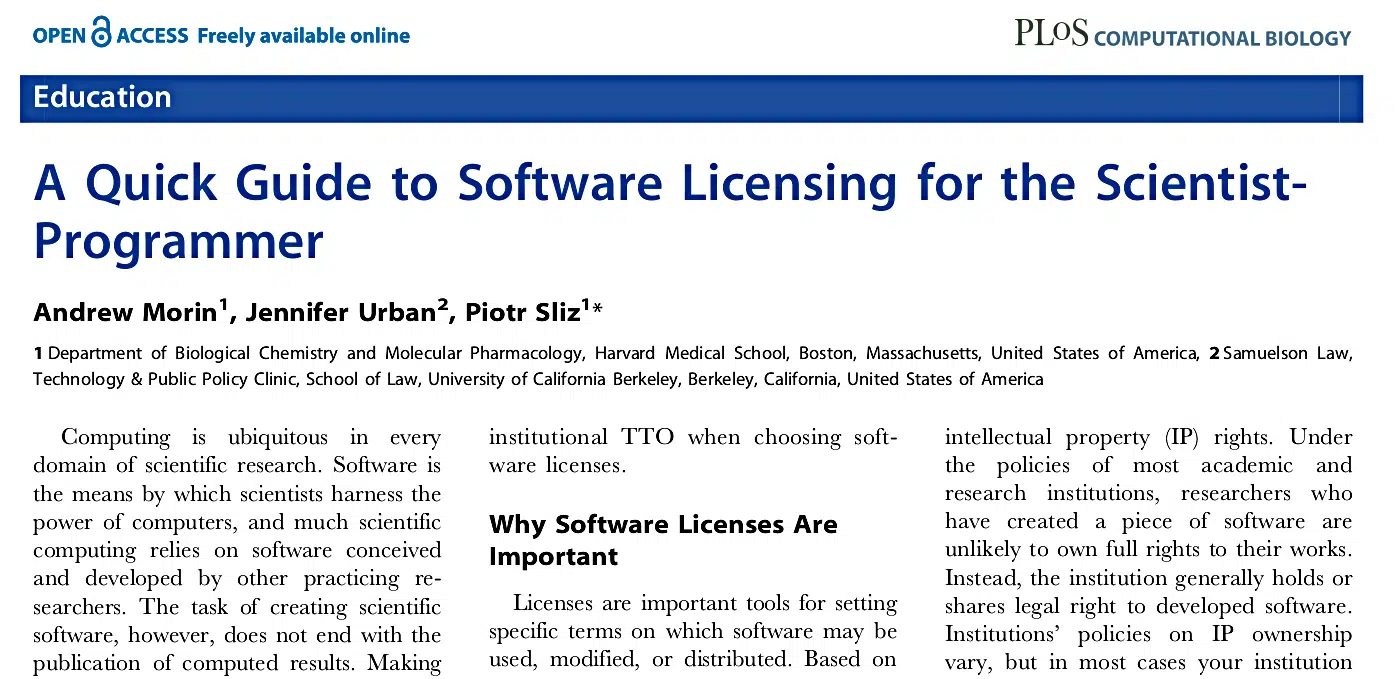 OPEN ACCESS Freely available online
PLoS COMPUTATIONAL BIOLOGY
Education
A Quick Guide to Software Licensing for the Scientist-
Programmer
Andrew Morin1, Jennifer Urban2, Piotr Sliz1*
1 Department of Biological Chemistry and Molecular Pharmacology, Harvard Medical School, Boston, Massachusetts, United States of America, 2 Samuelson Law,
Technology & Public Policy Clinic, School of Law, University of California Berkeley, Berkeley, California, United States of America
Computing is ubiquitous in every
domain of scientific research. Software is
the means by which scientists harness the
power of computers, and much scientific
computing relies on software conceived
and developed by other practicing re-
searchers. The task of creating scientific
software, however, does not end with the
publication of computed results. Making
institutional TTO when choosing soft-
ware licenses.
Why Software Licenses Are
Important
Licenses are important tools for setting
specific terms on which software may be
used, modified, or distributed. Based on
intellectual property (IP) rights. Under
the policies of most academic and
research institutions, researchers who
have created a piece of software are
unlikely to own full rights to their works.
Instead, the institution generally holds or
shares legal right to developed software.
Institutions' policies on IP ownership
vary, but in most cases your institution